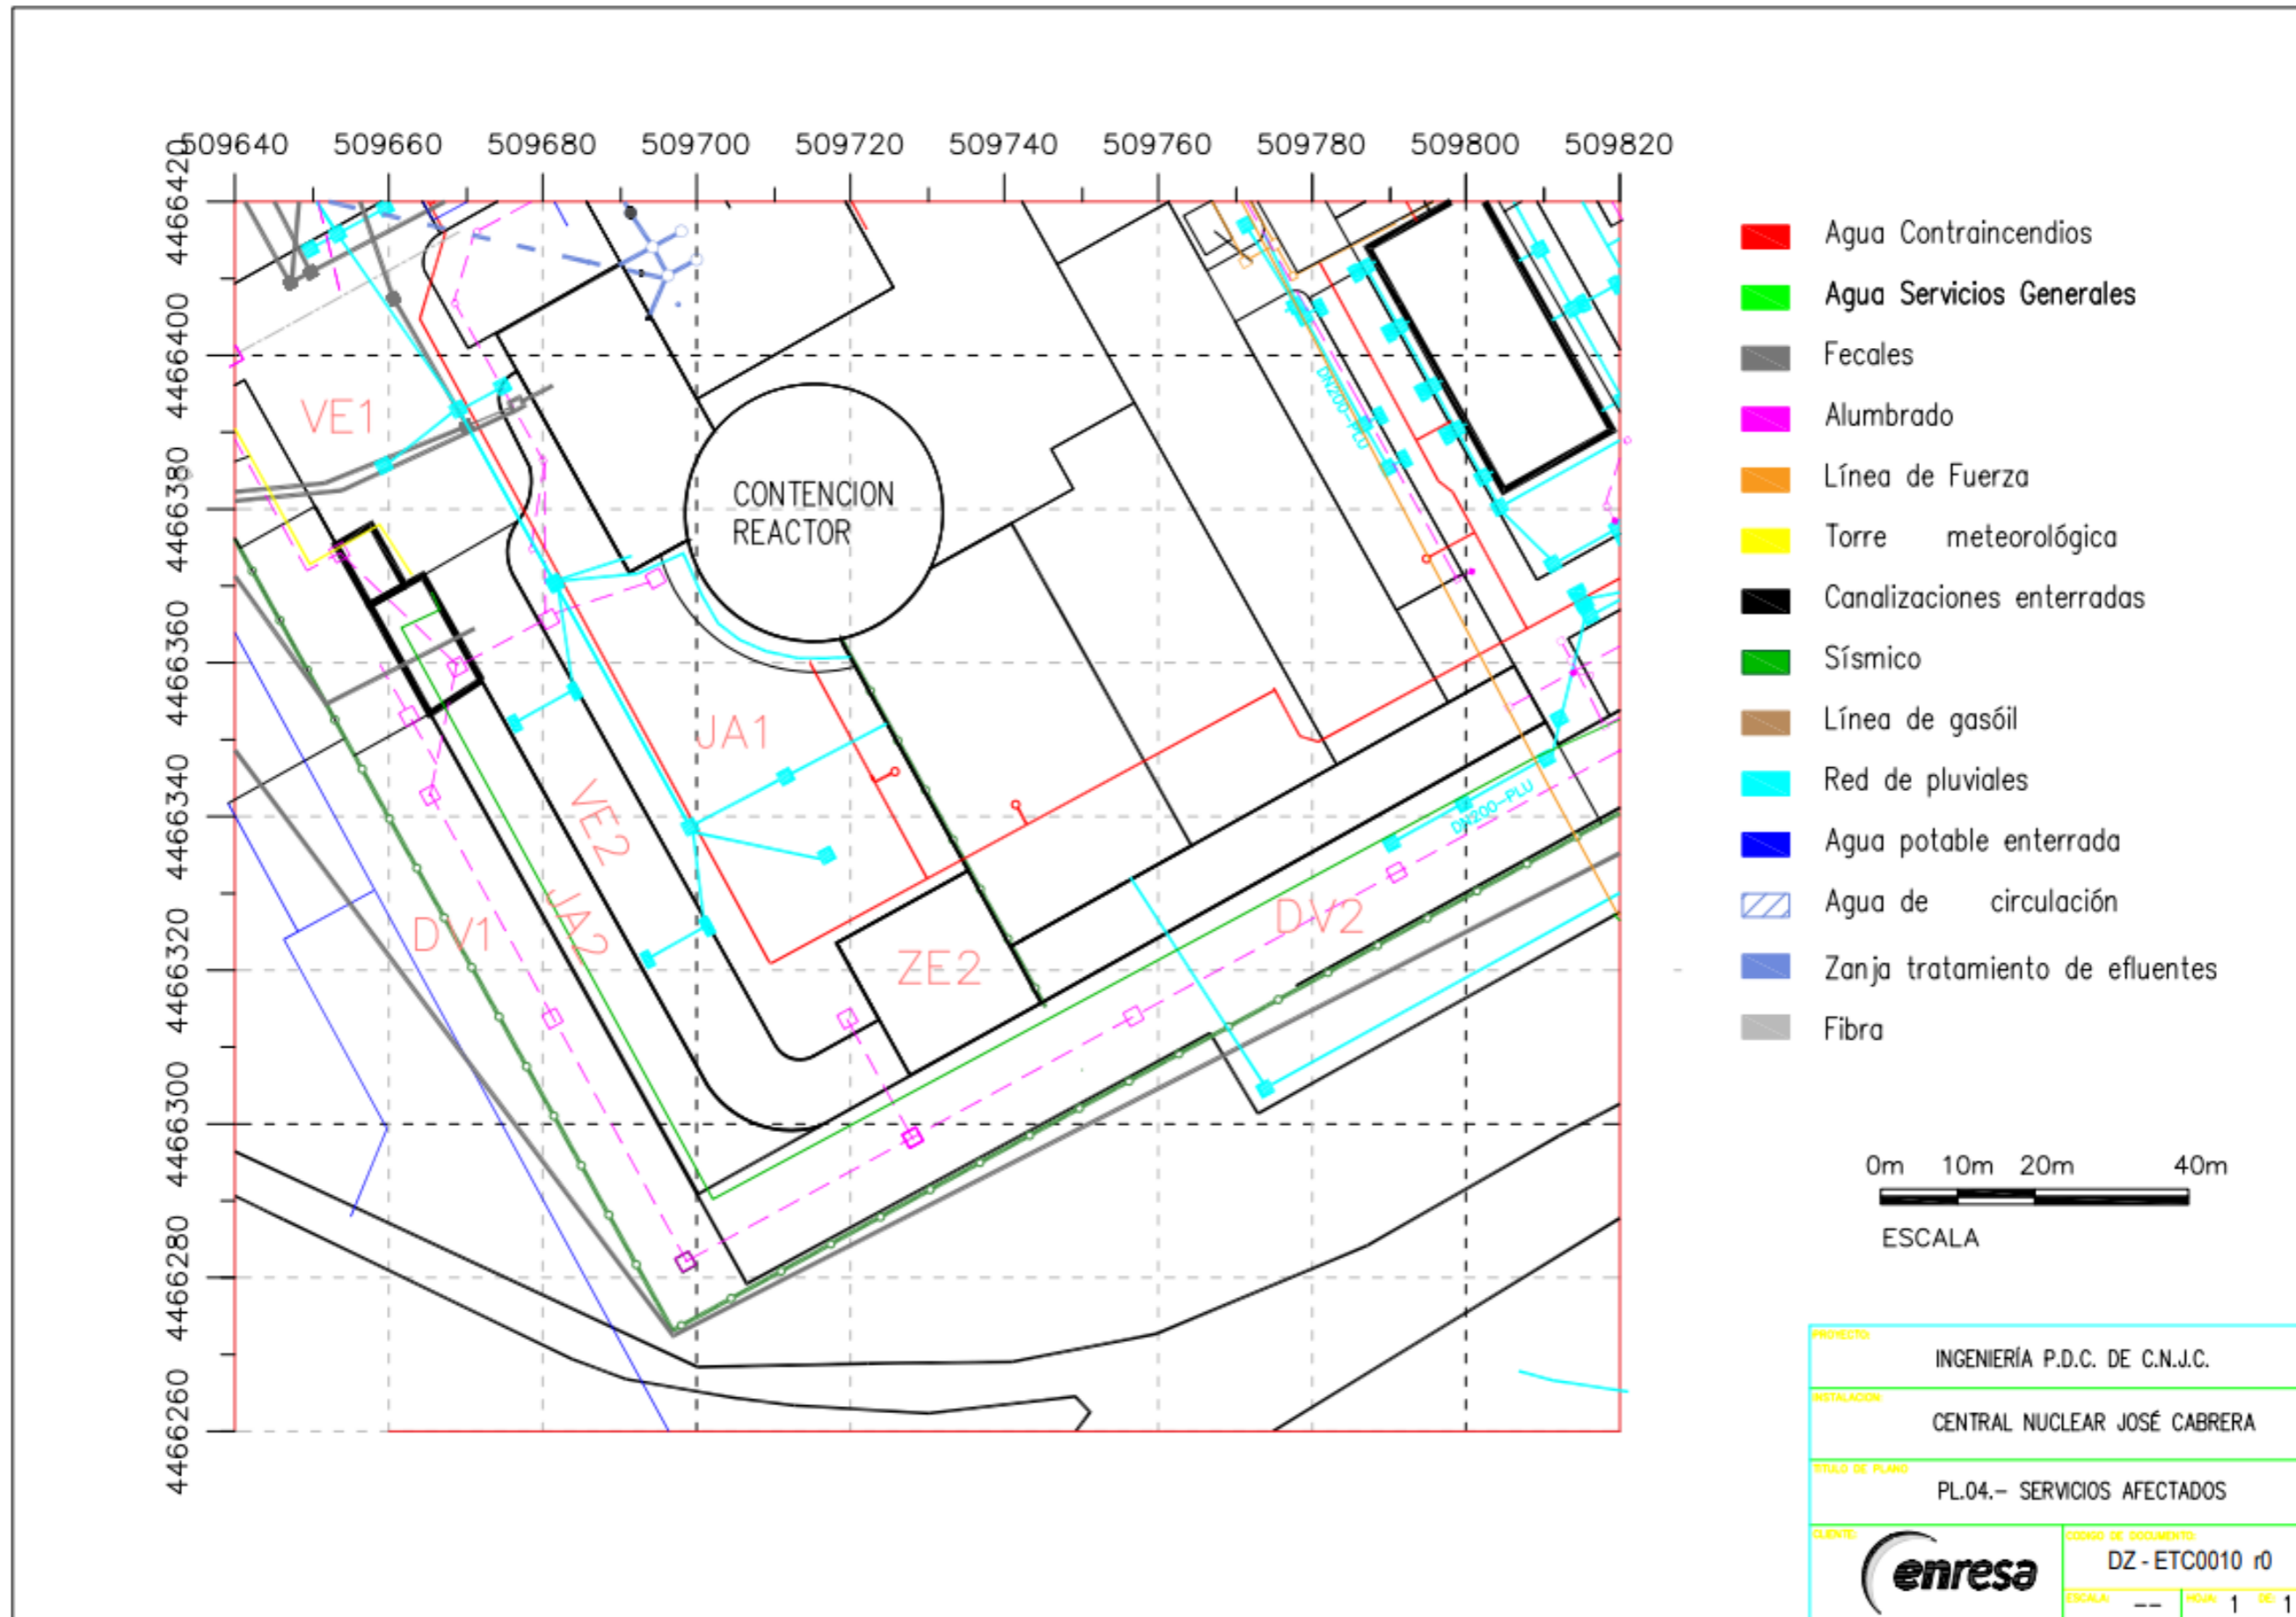 509640 509660 509680 509700 509720 509740 509760 509780 509800 509820
4466420
4466400
4466380
4466360
4466340
4466320
4466300
4466280
4466260
VE1
CONTENCION
REACTOR
DN200-PLU
JA1
VE2
JA2
DV1
ZE2
DV2
DN200-PLU
Agua Contraincendios
Agua Servicios Generales
Fecales
Alumbrado
Línea de Fuerza
Torre meteorológica
Canalizaciones enterradas
Sísmico
Línea de gasóil
Red de pluviales
Agua potable enterrada
Agua de circulación
Zanja tratamiento de efluentes
Fibra
0m 10m 20m 40m
ESCALA
PROYECTO:
INGENIERÍA P.D.C. DE C.N.J.C.
INSTALACION:
CENTRAL NUCLEAR JOSÉ CABRERA
TITULO DE PLANO
PL.04.- SERVICIOS AFECTADOS
CLIENTE:
enresa
CODIGO DE DOCUMENTO:
DZ - ETC0010 r0
ESCALA: -- HOJA: 1 DE: 1